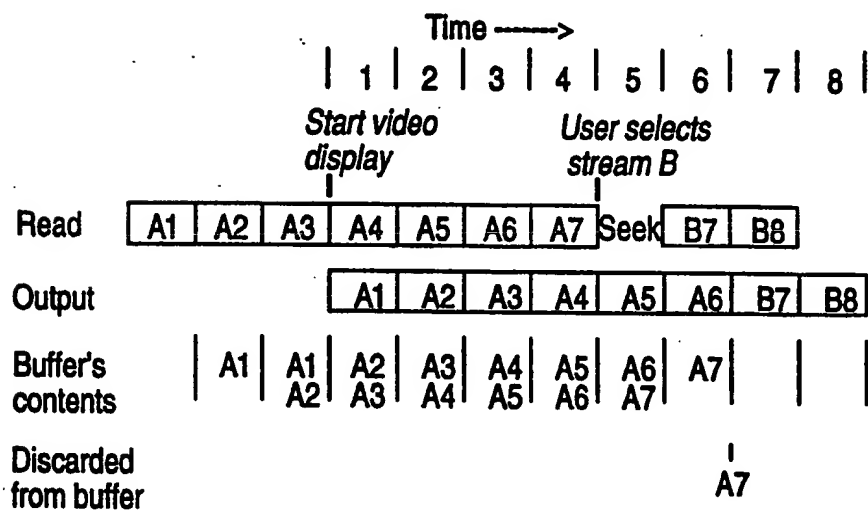 Time ------>
1 2 3 4 5 6 7 8
Start video User selects
display stream B
Read A1 A2 A3 A4 A5 A6 A7 Seek B7 B8
Output A1 A2 A3 A4 A5 A6 B7 B8
Buffer's A1 A1 A2 A3 A4 A5 A6 A7
contents A2 A3 A4 A5 A6 A7
Discarded
from buffer A7